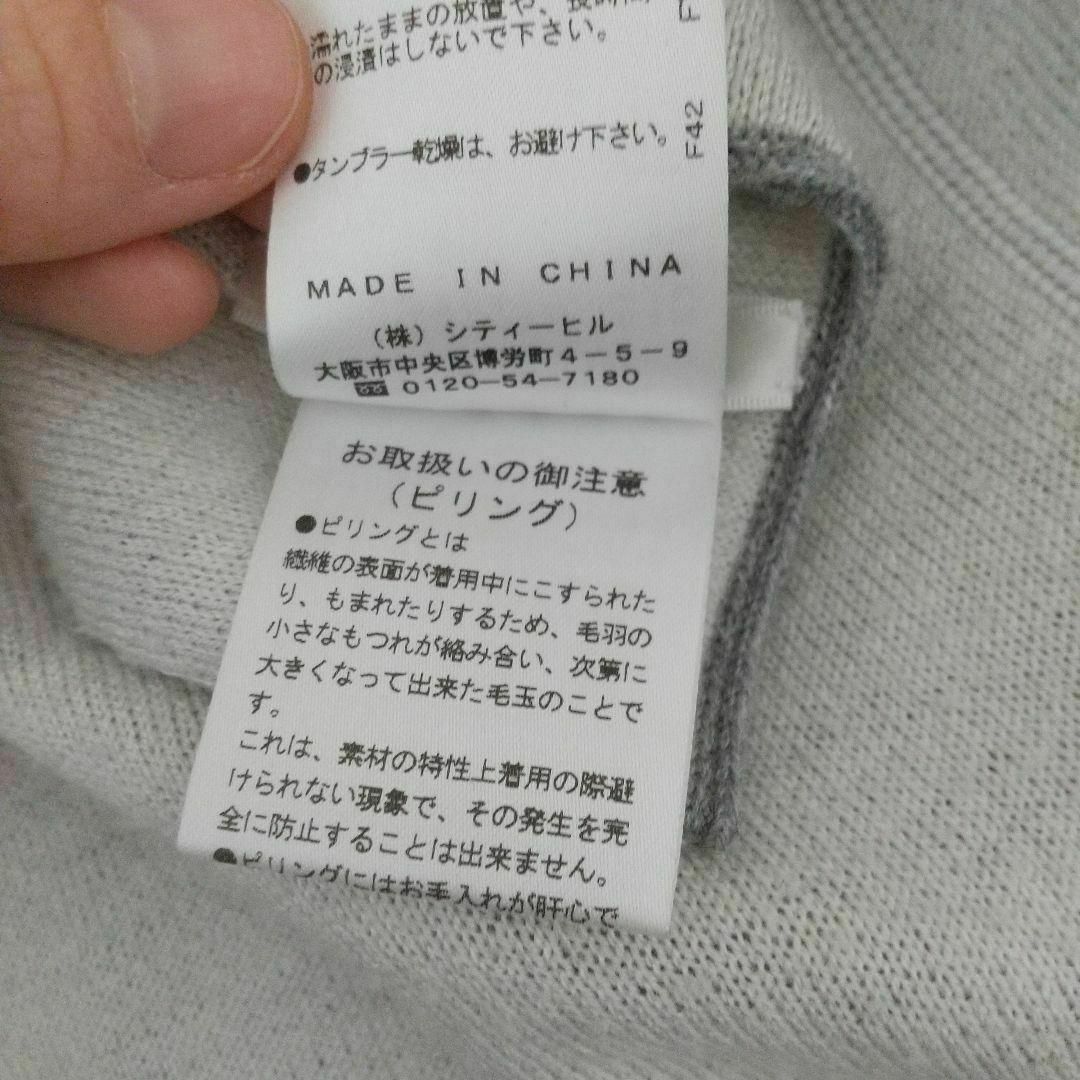 濡れたままの放置や、長時間
の浸漬はしないで下さい。
●タンブラー乾燥は、お避け下さい。
F42
MADE IN CHINA
(株)シティーヒル
大阪市中央区博労町4-5-9
0120-54-7180
お取扱いの御注意
(ピリング)
●ピリングとは
繊維の表面が着用中にこすられた
り、もまれたりするため、毛羽の
小さなもつれが絡み合い、次第に
大きくなって出来た毛玉のことで
す。
これは、素材の特性上着用の際避
けられない現象で、その発生を完
全に防止することは出来ません。
●ピリングにはお手入れが肝心で